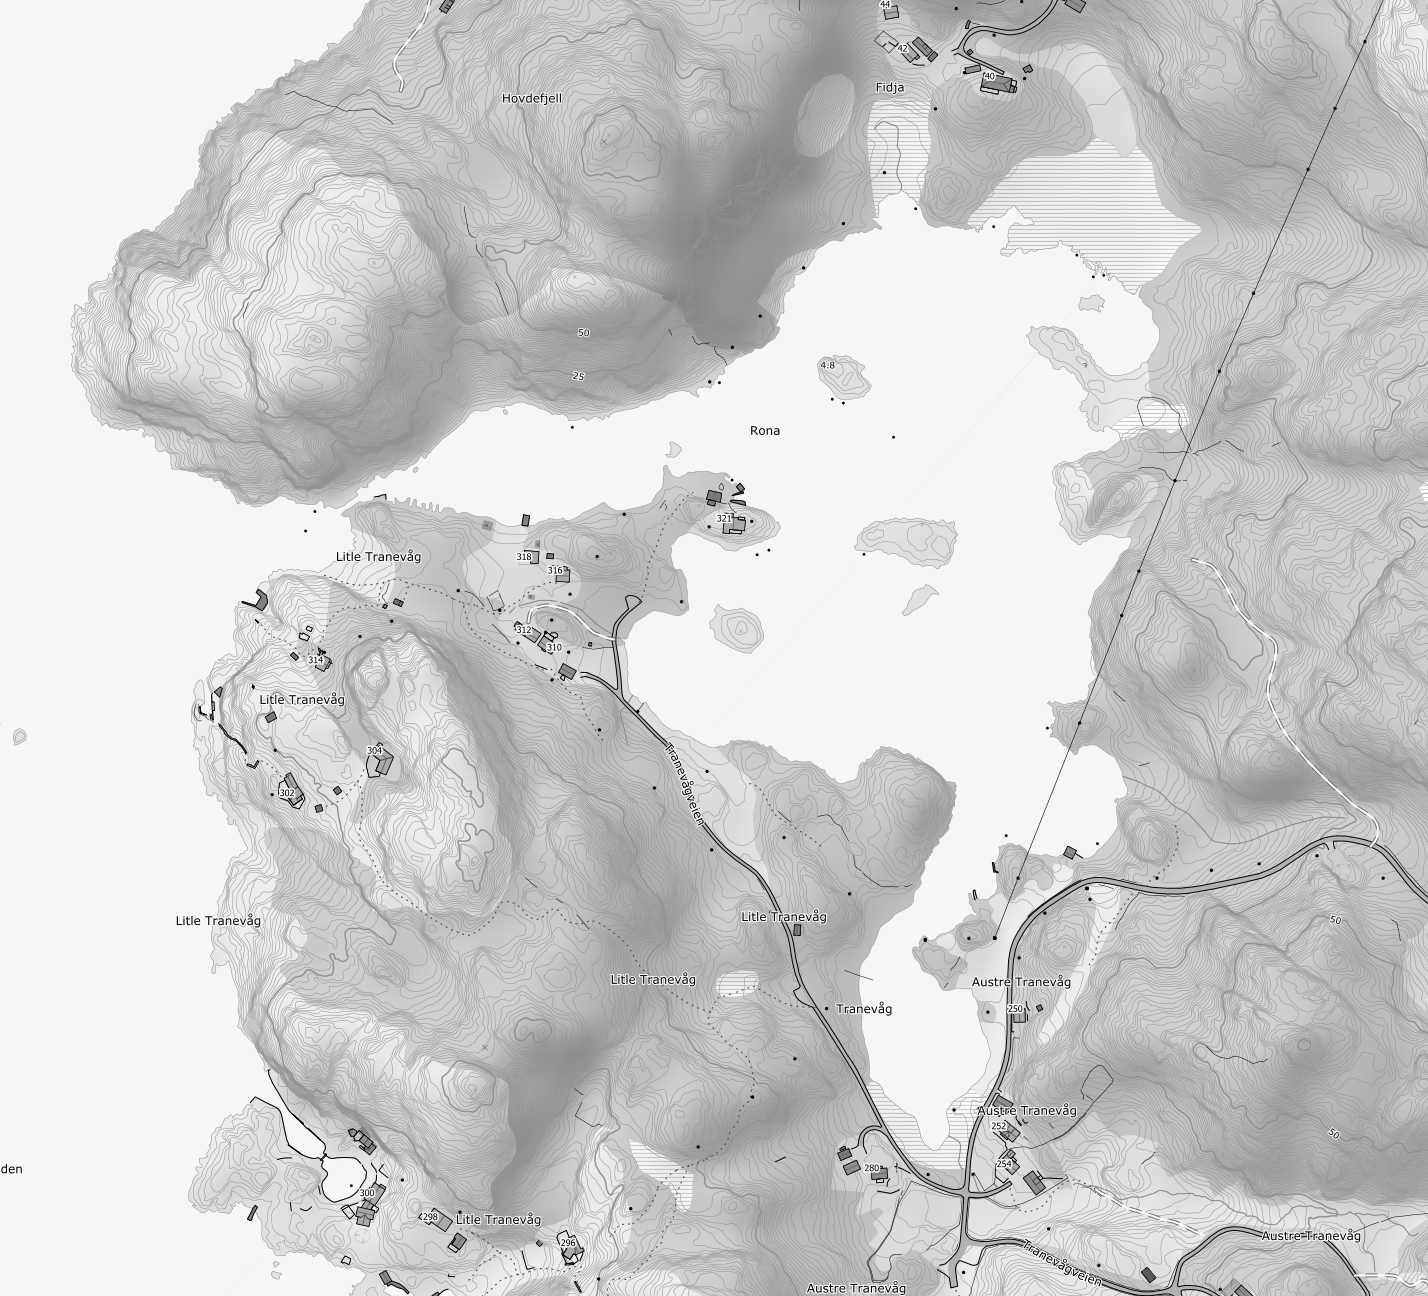 44
42
40
Fidja
Hovdefjell
50
25
4.8
Rona
321
318
316
Litle Tranevåg
312
310
314
Litle Tranevåg
304
302
Tranevågveien
Litle Tranevåg
Litle Tranevåg
50
Litle Tranevåg
Austre Tranevåg
Tranevåg
250
Austre Tranevåg
252
50
254
280
den
300
298
Litle Tranevåg
296
Austre Tranevåg
Tranevågveien
Austre Tranevåg